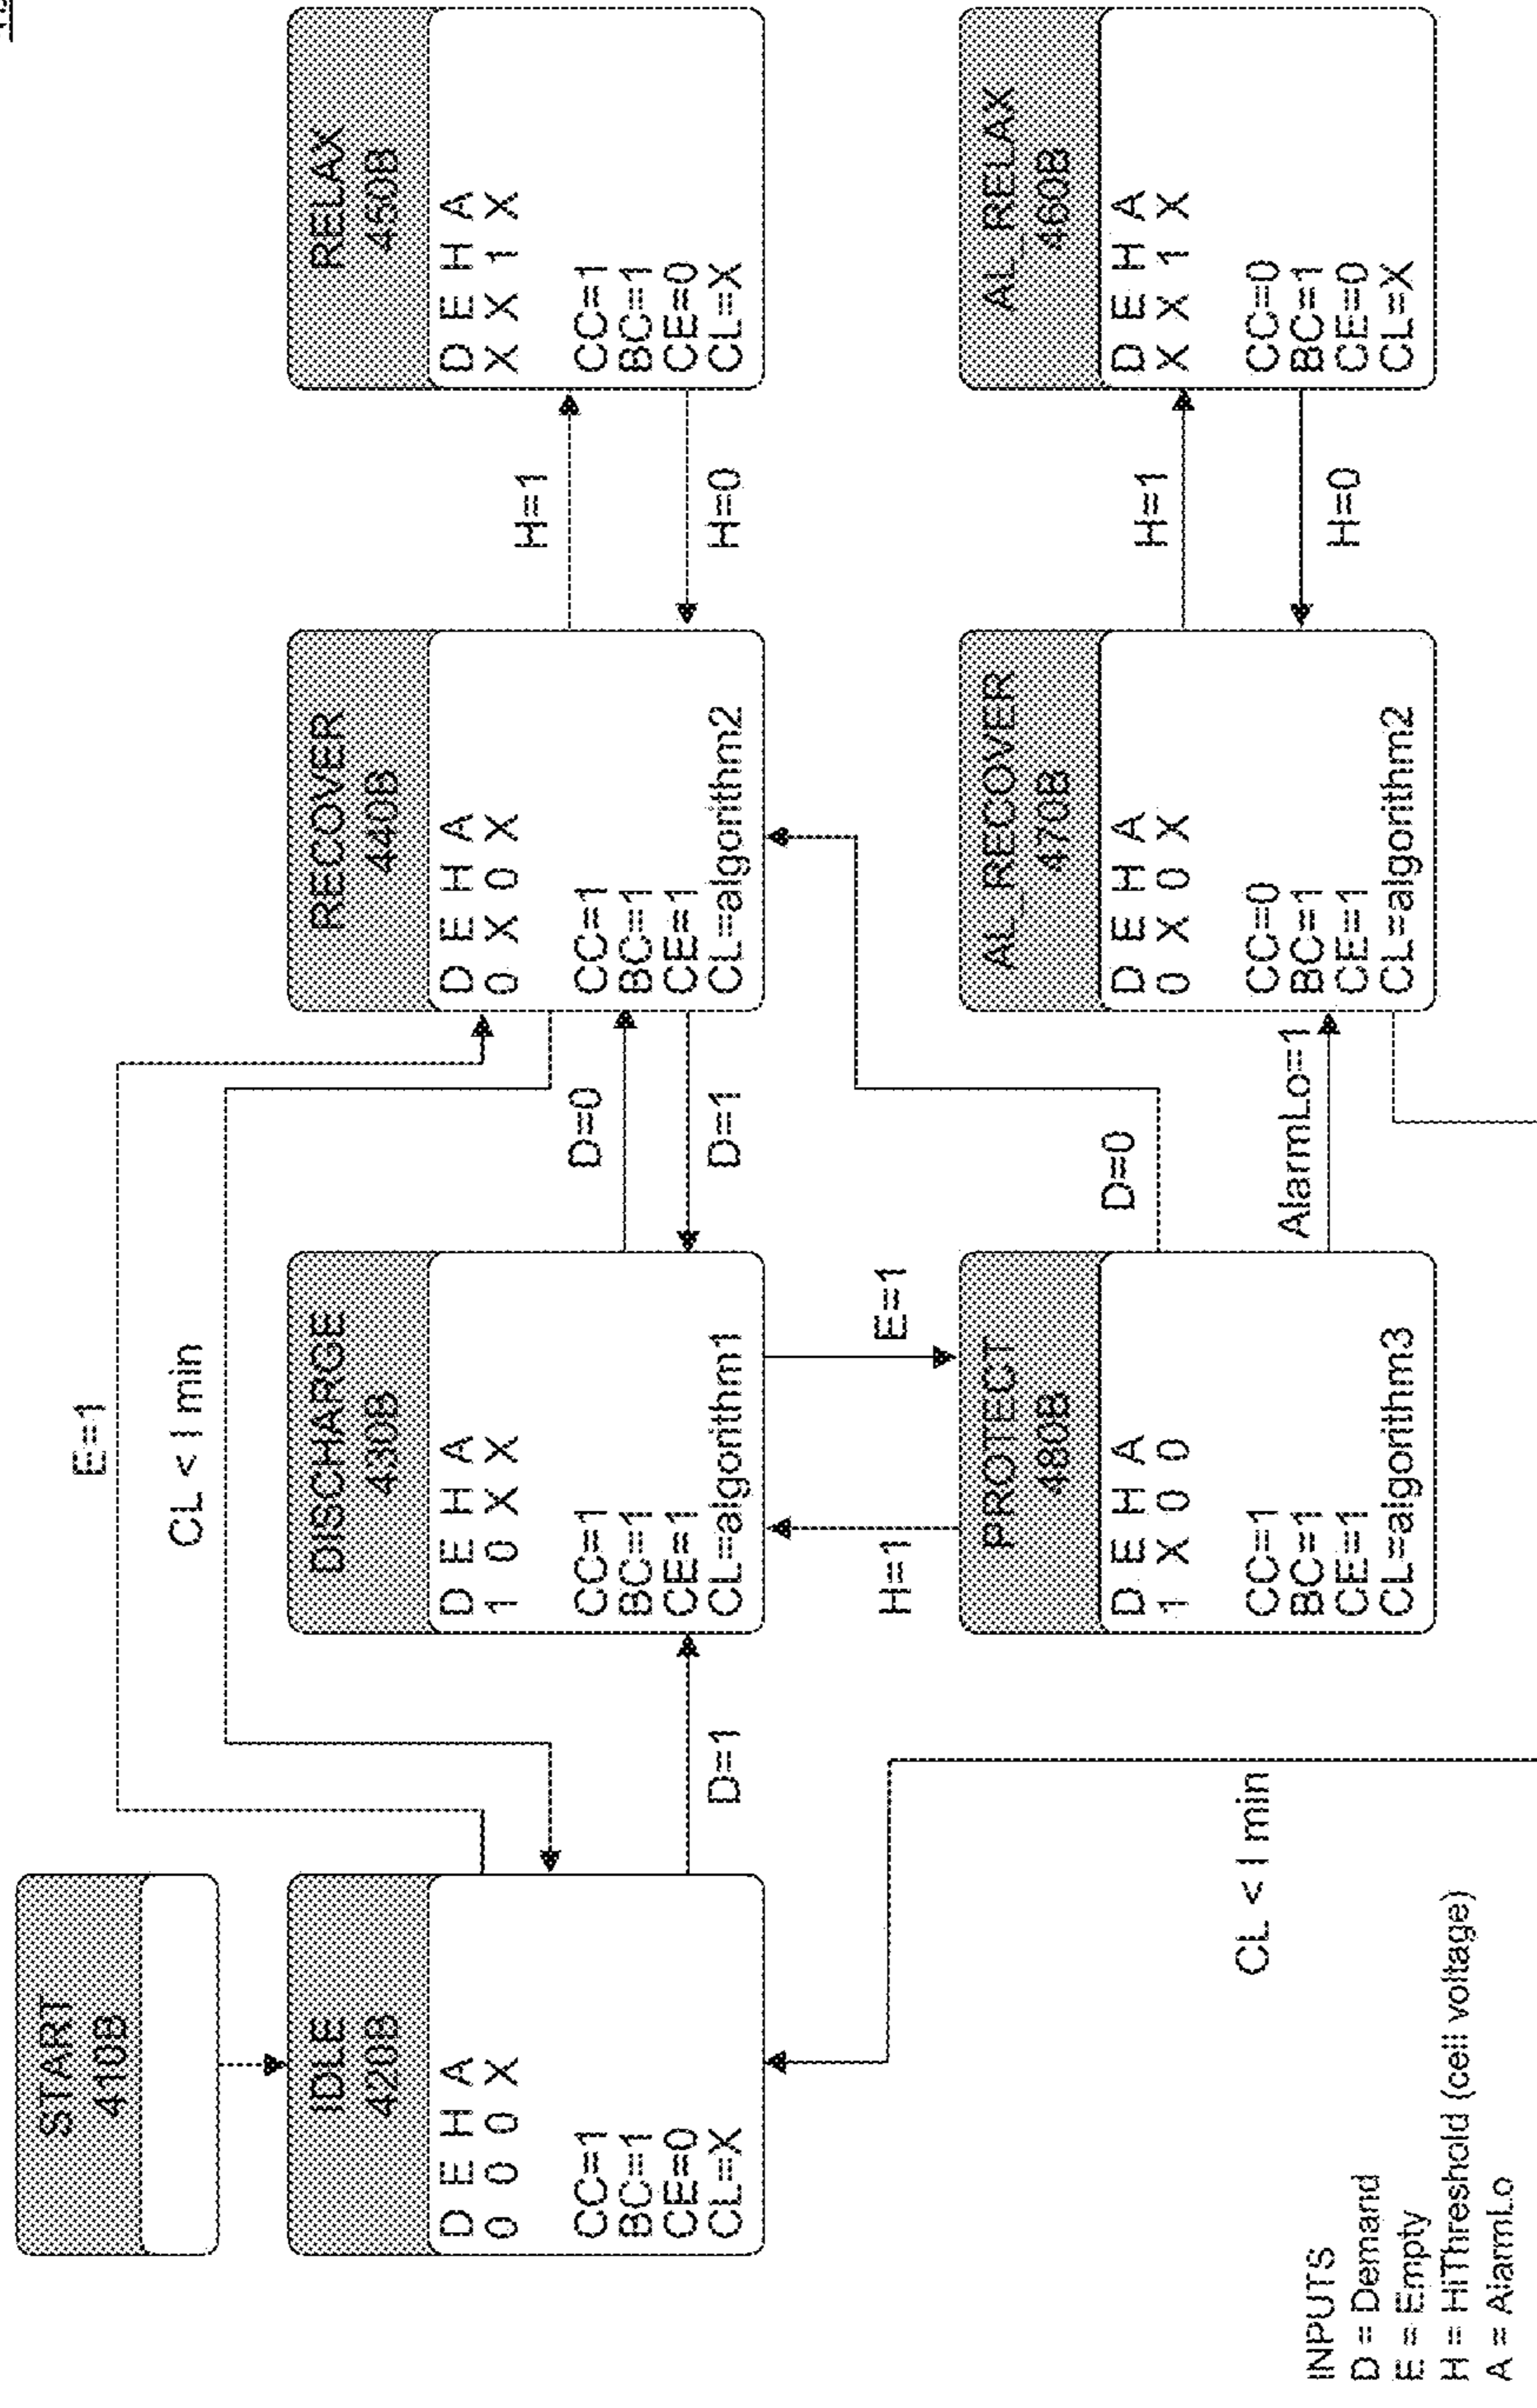 START
410B
IDLE
420B
D E H A
0 0 0 X
CC=1
BC=1
CE=0
CL=X
E=1
CL < I min
D=1
DISCHARGE
430B
D E H A
1 0 X X
CC=1
BC=1
CE=1
CL=algorithm1
D=0
D=1
RECOVER
440B
D E H A
0 X 0 X
CC=1
BC=1
CE=1
CL=algorithm2
H=1
H=0
RELAX
450B
D E H A
X X 1 X
CC=1
BC=1
CE=0
CL=X
H=1
E=1
PROTECT
480B
D E H A
1 X 0 0
CC=1
BC=1
CE=1
CL=algorithm3
D=0
AlarmLo=1
AL_RECOVER
470B
D E H A
0 X 0 X
CC=0
BC=1
CE=1
CL=algorithm2
H=1
H=0
AL_RELAX
460B
D E H A
X X 1 X
CC=0
BC=1
CE=0
CL=X
CL < I min
INPUTS
D = Demand
E = Empty
H = HiThreshold (cell voltage)
A = AlarmLo